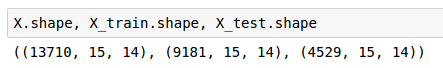 X.shape, X_train.shape, X_test.shape
((13710, 15, 14), (9181, 15, 14), (4529, 15, 14))